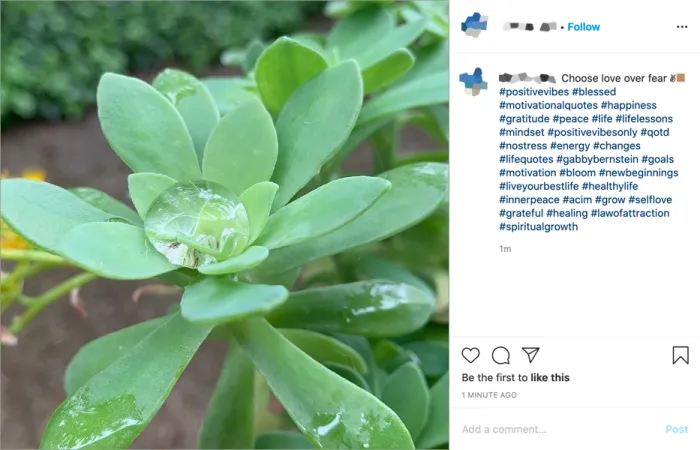 • Follow
Choose love over fear
#positivevibes #blessed
#motivationalquotes #happiness
#gratitude #peace #life #lifelessons
#mindset #positivevibesonly #qotd
#nostress #energy #changes
#lifequotes #gabbybernstein #goals
#motivation #bloom #newbeginnings
#liveyourbestlife #healthylife
#innerpeace #acim #grow #selflove
#grateful #healing #lawofattraction
#spiritualgrowth
1m
Be the first to like this
1 MINUTE AGO
Add a comment...
Post